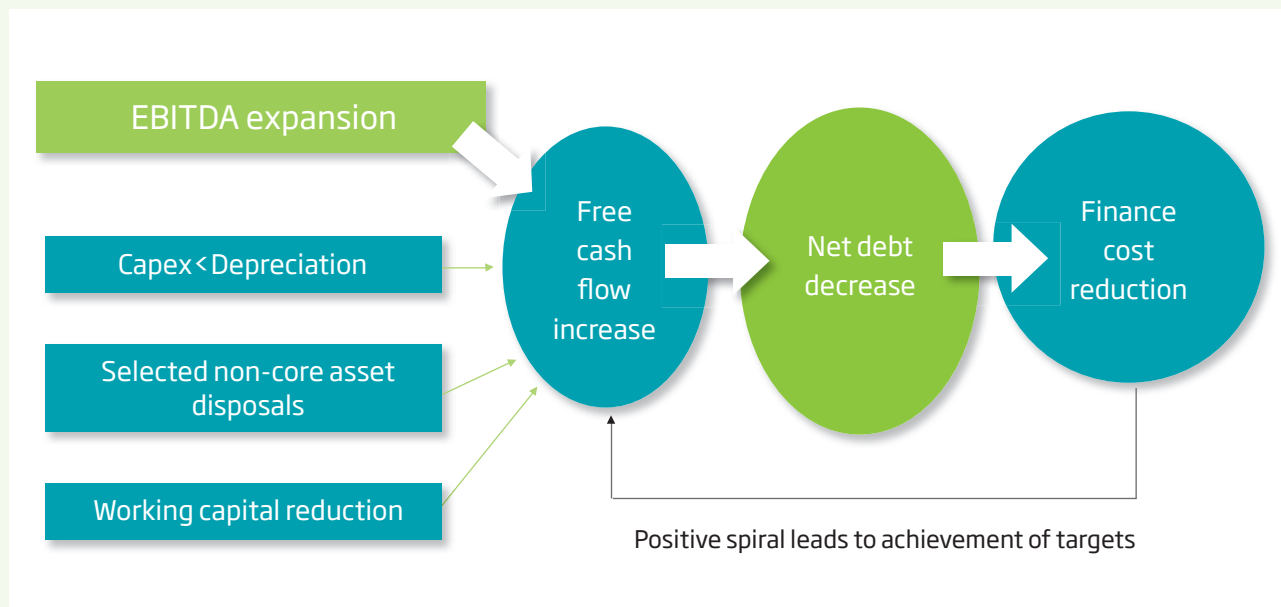 EBITDA expansion
Capex<Depreciation
Selected non-core asset
disposals
Working capital reduction
Free
cash
flow
increase
Net debt
decrease
Finance
cost
reduction
Positive spiral leads to achievement of targets